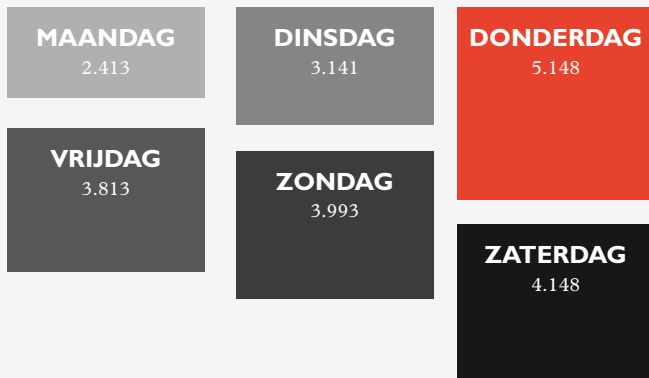 MAANDAG
2.413
DINSDAG
3.141
DONDERDAG
5.148
VRIJDAG
3.813
ZONDAG
3.993
ZATERDAG
4.148